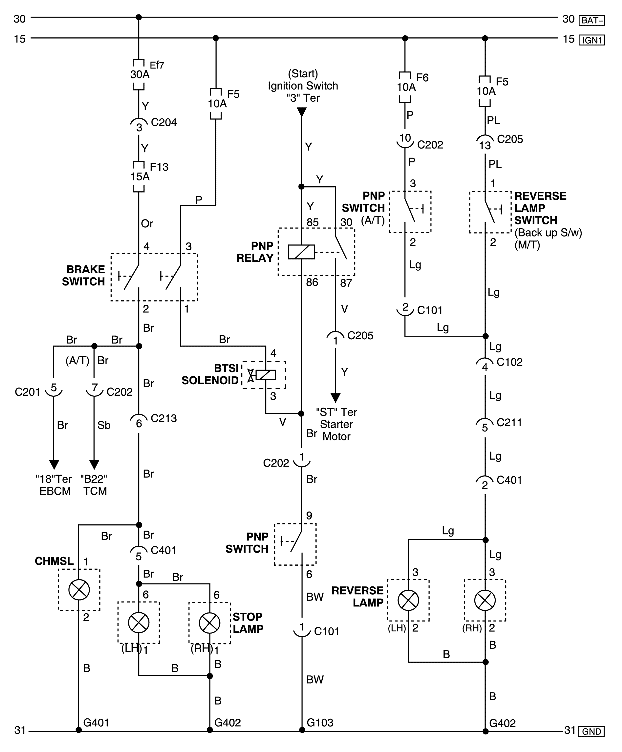 30 30 BAT+
15 15 IGN1
Ef7
30A
F5
10A
(Start)
Ignition Switch
"3" Ter
F6
10A
F5
10A
Y
3 C204
Y
P
10 C202
P
PL
13 C205
PL
F13
15A
Or
P
Y
Y
Y
3
PNP
SWITCH
(A/T)
2
1
REVERSE
LAMP
SWITCH
(Back up S/w)
(M/T)
2
4 3
BRAKE
SWITCH
2 1
85 30
PNP
RELAY
86 87
Lg
Lg
V
2 C101
Lg
Br
Br Br
(A/T) Br
Br
Br
1 C205
Y
Lg
4 C102
C201 5
7 C202
4
BTSI
SOLENOID
3
Lg
Br
Sb
6 C213
V
Br
"ST" Ter
Starter
Motor
5 C211
Lg
"18"Ter
EBCM
"B22"
TCM
Br
C202 1
Br
2 C401
Br
Br
5 C401
Br
Br
9
PNP
SWITCH
6
Lg
Lg
CHMSL
1
2
6 6
STOP
LAMP
(LH) 1
(RH) 1
BW
1 C101
BW
REVERSE
LAMP
3 3
(LH) 2
(RH) 2
B
B
B
B
B
B
B
31 G401 G402 G103 G402 31 GND